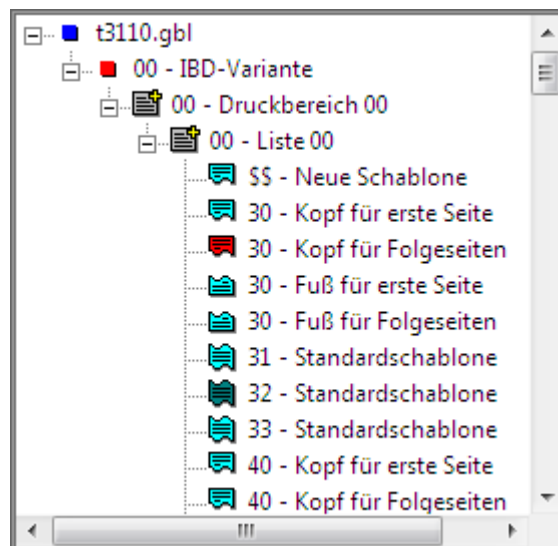 t3110.gbl
00 - IBD-Variante
00 - Druckbereich 00
00 - Liste 00
$$ - Neue Schablone
30 - Kopf für erste Seite
30 - Kopf für Folgeseiten
30 - Fuß für erste Seite
30 - Fuß für Folgeseiten
31 - Standardschablone
32 - Standardschablone
33 - Standardschablone
40 - Kopf für erste Seite
40 - Kopf für Folgeseiten